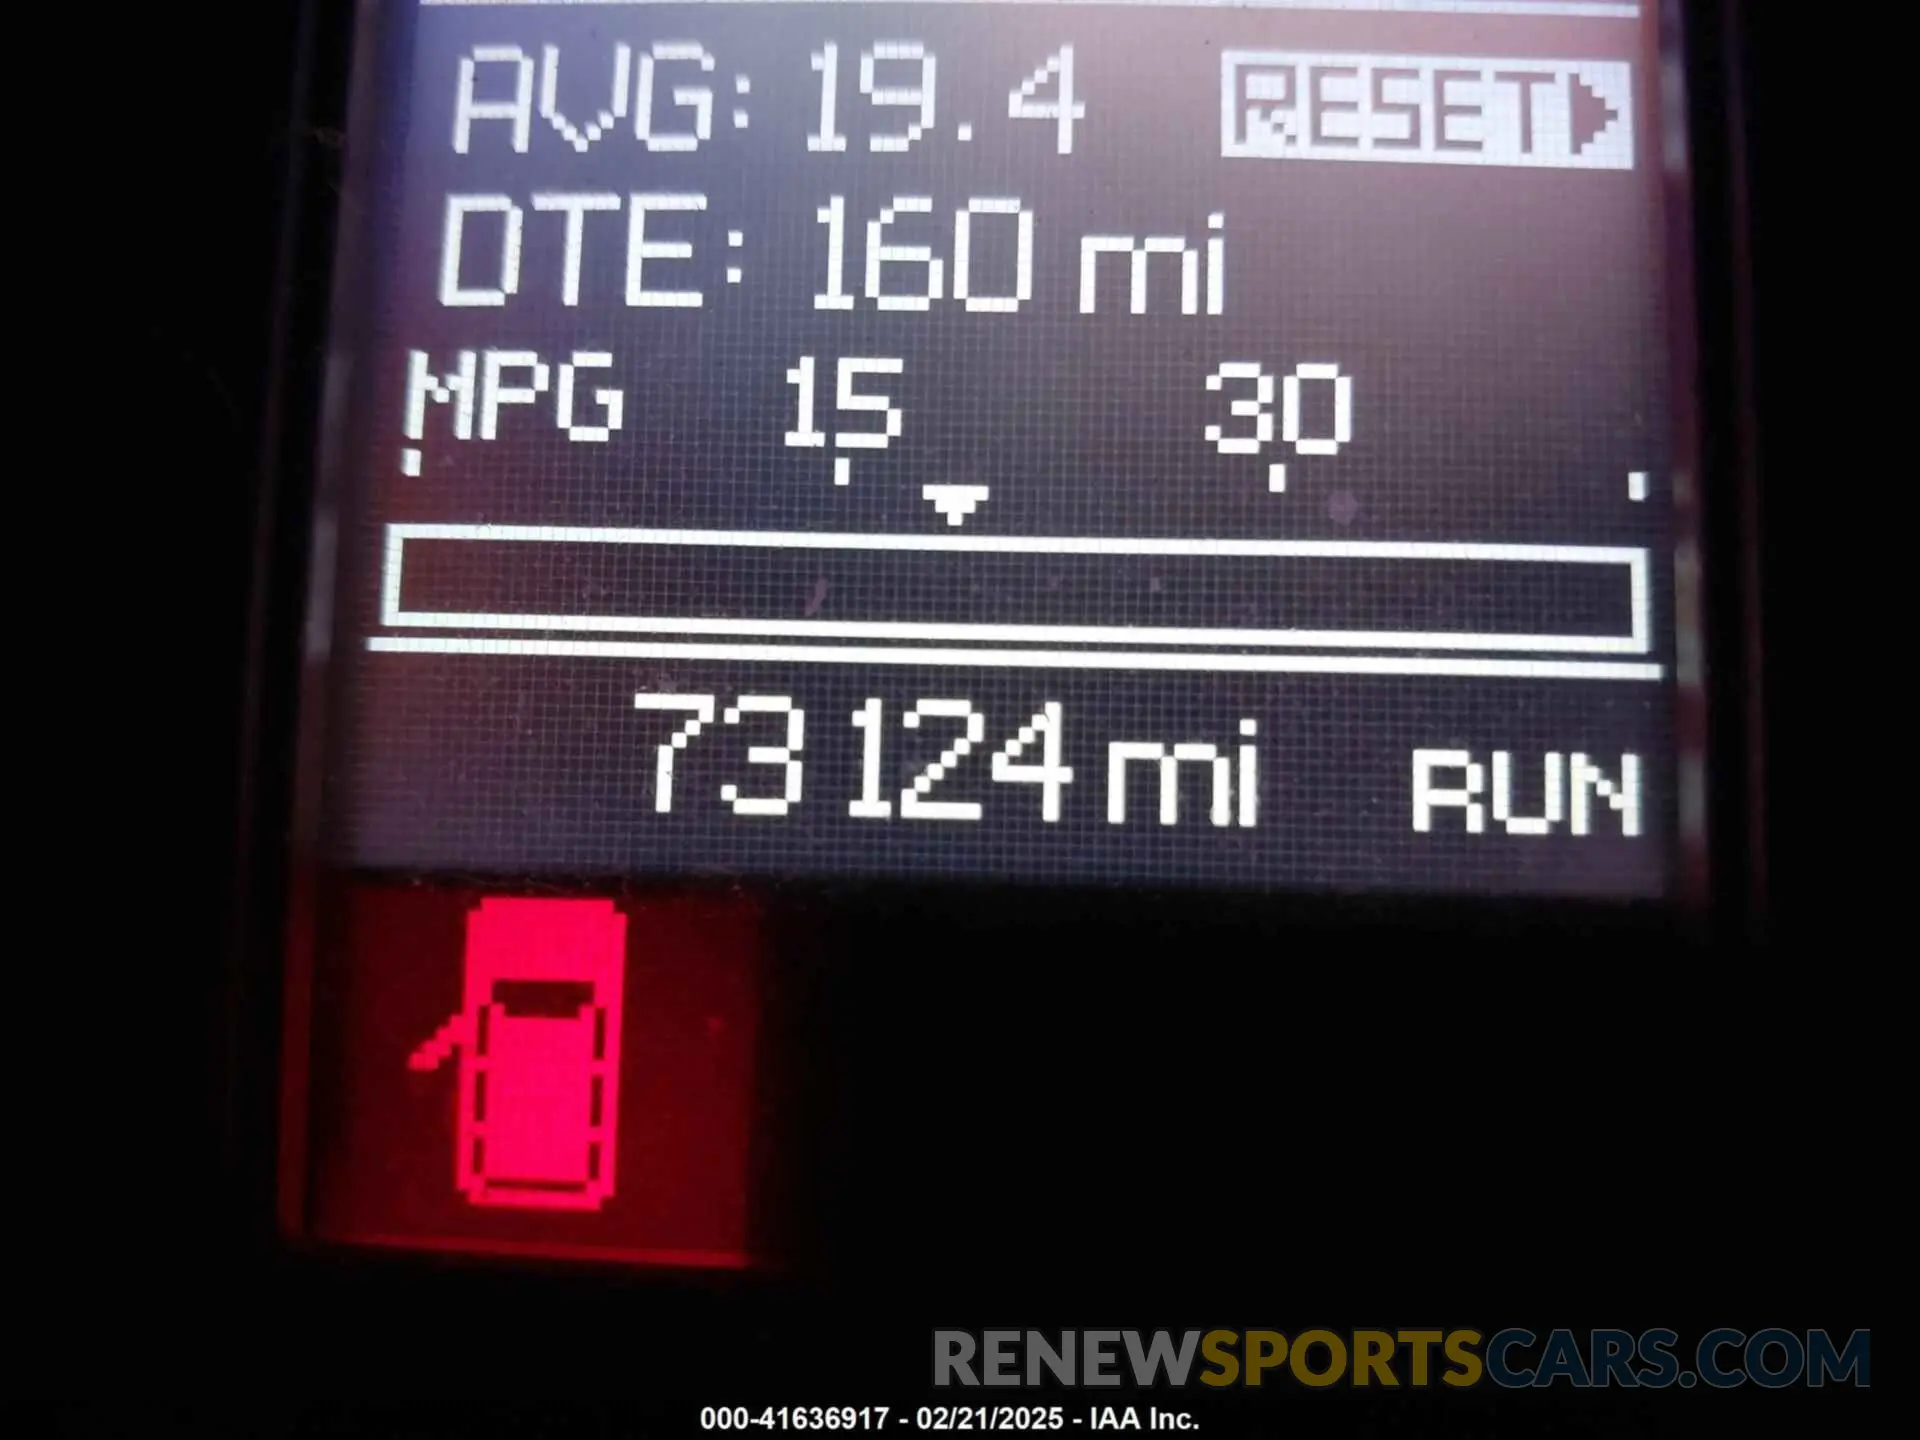 AVG: 19.4 RESET
DTE: 160 mi
MPG 15 30
73124 mi RUN
RENEWSPORTSCARS.COM
000-41636917 - 02/21/2025 - IAA Inc.